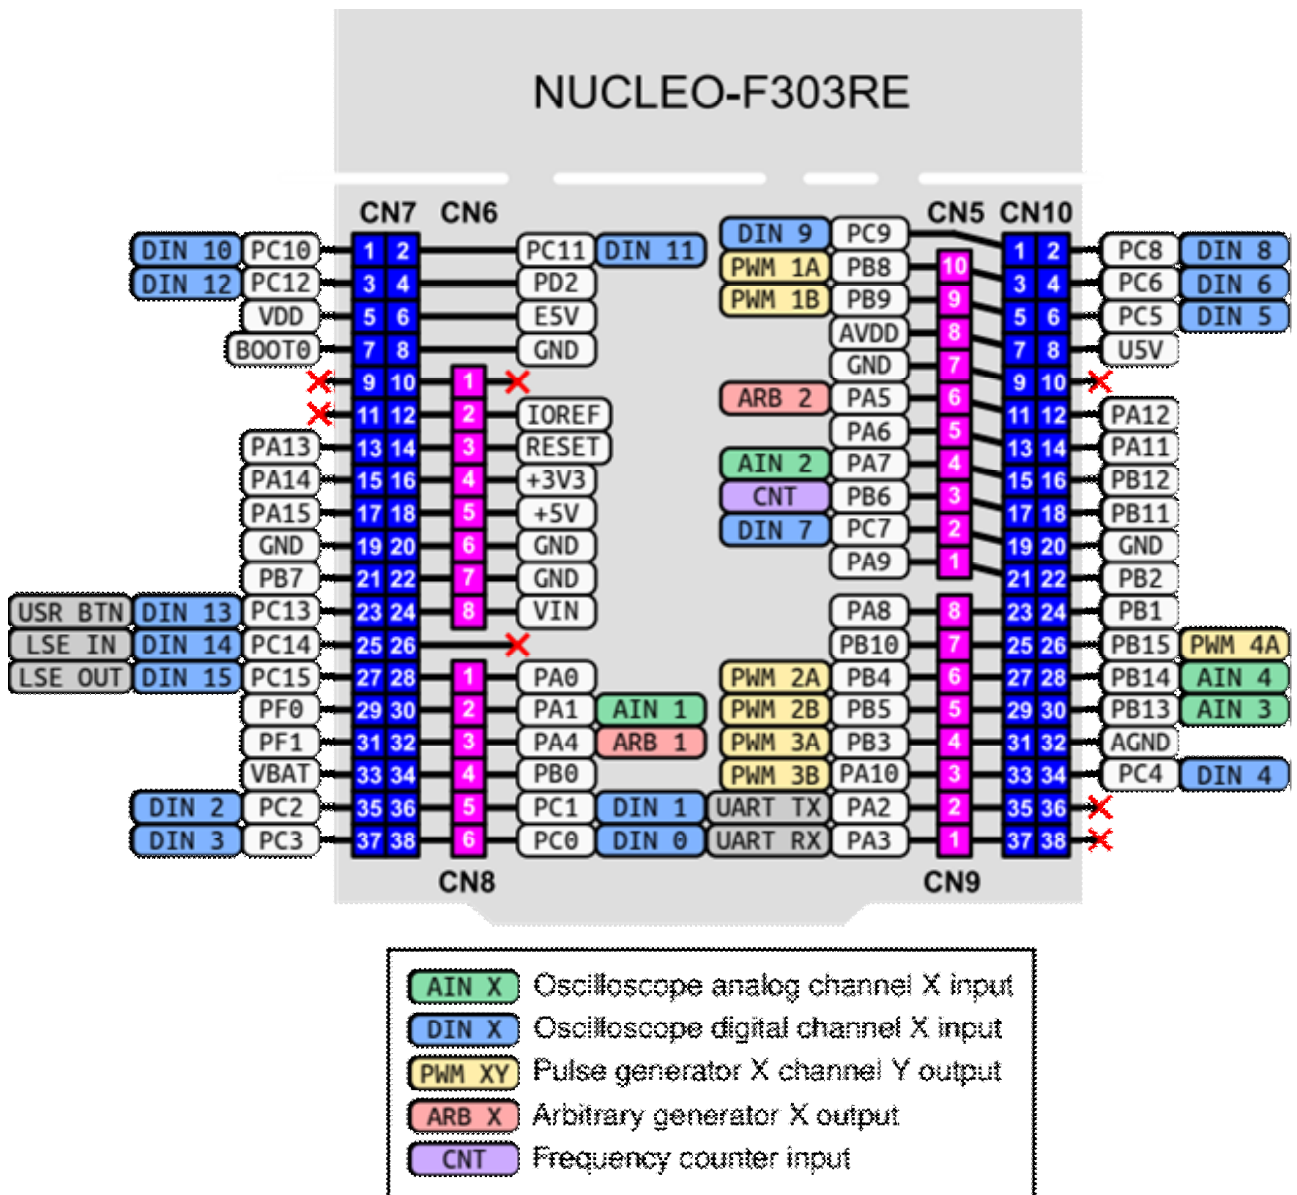 NUCLEO-F303RE
CN7 CN6 CN5 CN10
DIN 9 PC9
DIN 10 PC10 1 2 PC11 DIN 11 1 2 PC8 DIN 8
PWM 1A PB8 10
DIN 12 PC12 3 4 PD2 3 4 PC6 DIN 6
PWM 1B PB9 9
VDD 5 6 E5V 5 6 PC5 DIN 5
AVDD 8
BOOT0 7 8 GND 7 8 U5V
GND 7
9 10 1 9 10
ARB 2 PA5 6
11 12 2 IOREF 11 12 PA12
PA6 5
PA13 13 14 3 RESET 13 14 PA11
AIN 2 PA7 4
PA14 15 16 4 +3V3 15 16 PB12
CNT PB6 3
PA15 17 18 5 +5V 17 18 PB11
DIN 7 PC7 2
GND 19 20 6 GND 19 20 GND
PA9 1
PB7 21 22 7 GND 21 22 PB2
USR BTN DIN 13 PC13 23 24 8 VIN PA8 8 23 24 PB1
LSE IN DIN 14 PC14 25 26 PB10 7 25 26 PB15 PWM 4A
LSE OUT DIN 15 PC15 27 28 1 PA0 PWM 2A PB4 6 27 28 PB14 AIN 4
PF0 29 30 2 PA1 AIN 1 PWM 2B PB5 5 29 30 PB13 AIN 3
PF1 31 32 3 PA4 ARB 1 PWM 3A PB3 4 31 32 AGND
VBAT 33 34 4 PB0 PWM 3B PA10 3 33 34 PC4 DIN 4
DIN 2 PC2 35 36 5 PC1 DIN 1 UART TX PA2 2 35 36
DIN 3 PC3 37 38 6 PC0 DIN 0 UART RX PA3 1 37 38
CN8 CN9
AIN X Oscilloscope analog channel X input
DIN X Oscilloscope digital channel X input
PWM XY Pulse generator X channel Y output
ARB X Arbitrary generator X output
CNT Frequency counter input